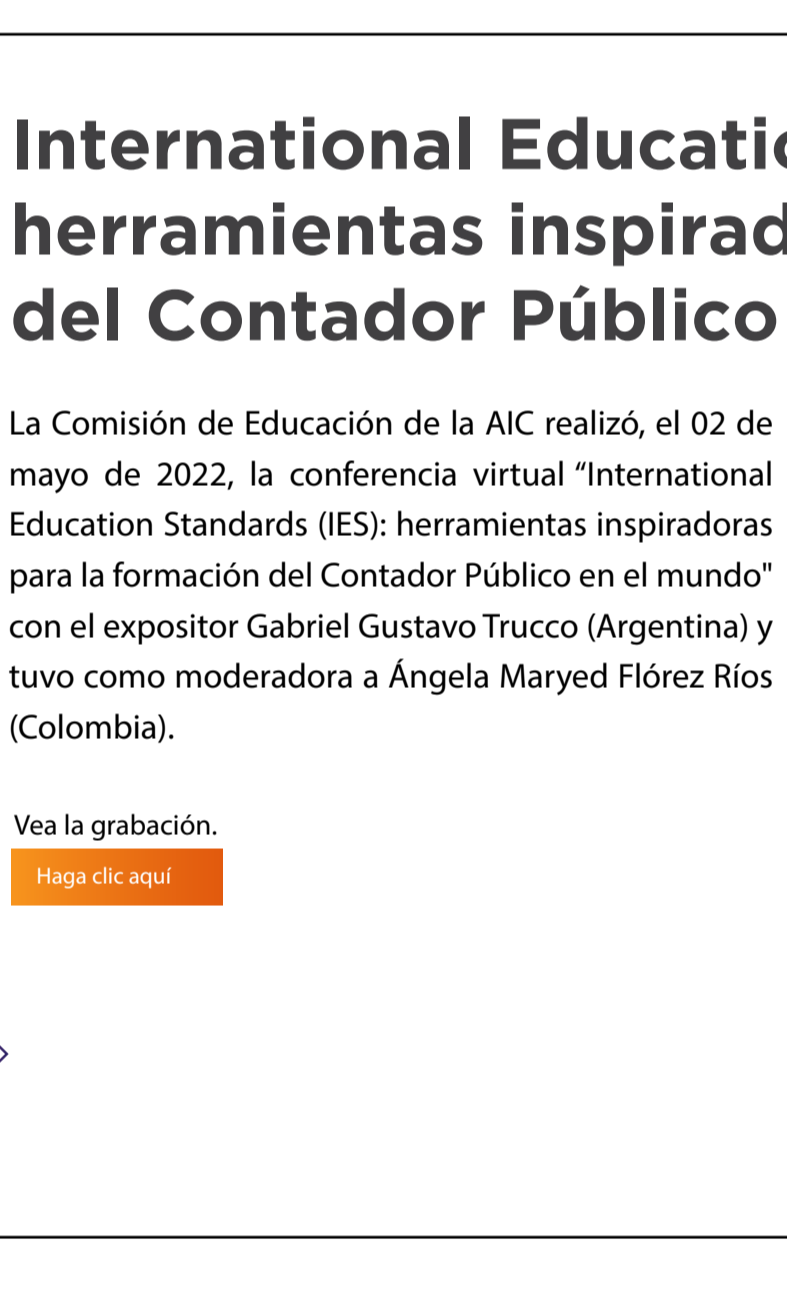 International Educatio
herramientas inspirad
del Contador Público
La Comisión de Educación de la AIC realizó, el 02 de
mayo de 2022, la conferencia virtual “International
Education Standards (IES): herramientas inspiradoras
para la formación del Contador Público en el mundo"
con el expositor Gabriel Gustavo Trucco (Argentina) y
tuvo como moderadora a Ángela Maryed Flórez Ríos
(Colombia).
Vea la grabación.
Haga clic aquí